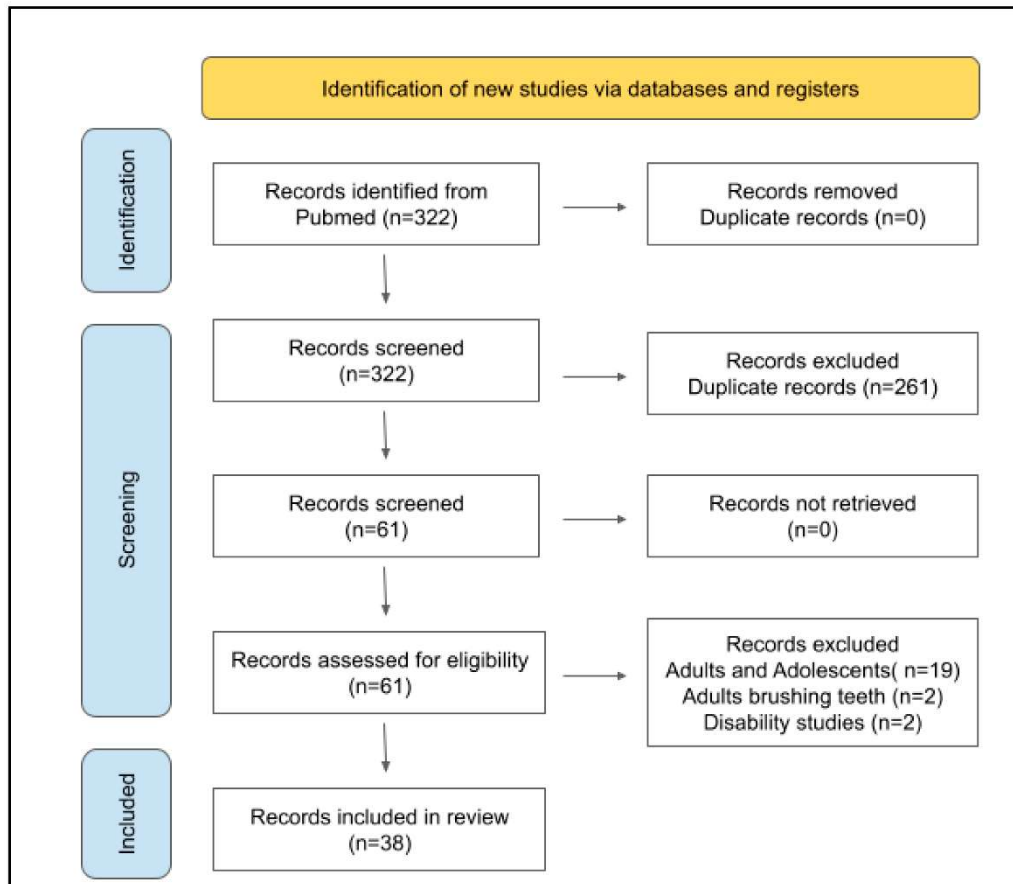 Identification of new studies via databases and registers
Identification
Records identified from
Pubmed (n=322)
Records removed
Duplicate records (n=0)
Screening
Records screened
(n=322)
Records excluded
Duplicate records (n=261)
Records screened
(n=61)
Records not retrieved
(n=0)
Records assessed for eligibility
(n=61)
Records excluded
Adults and Adolescents( n=19)
Adults brushing teeth (n=2)
Disability studies (n=2)
Included
Records included in review
(n=38)